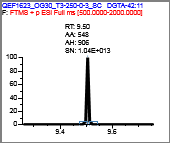 QEF1623_OG30_T3-250-0-3_8C DGTA-42:11
F: FTMS + p ESI Full ms [500.0000-2000.0000]
RT: 9.50
AA: 548
AH: 906
SN: 1.04E+013
100
80
60
40
20
0
9.4 9.6